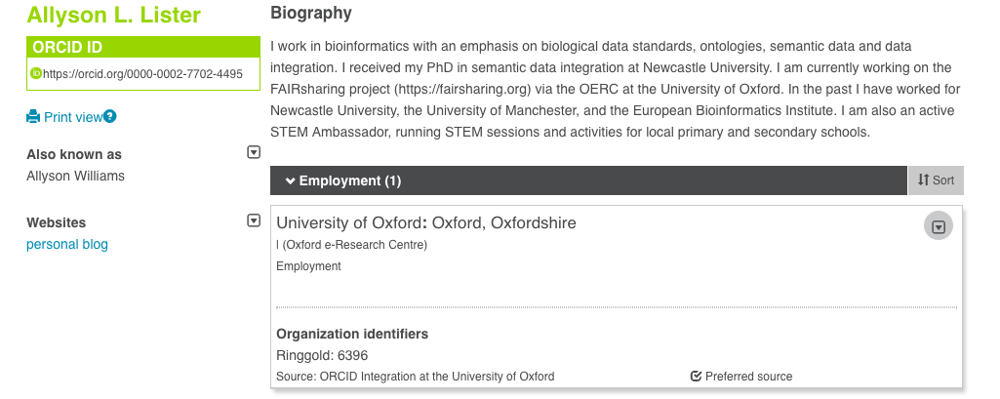 Allyson L. Lister
ORCID ID
iD https://orcid.org/0000-0002-7702-4495
Print view ?
Also known as
Allyson Williams
Websites
personal blog
Biography
I work in bioinformatics with an emphasis on biological data standards, ontologies, semantic data and data
integration. I received my PhD in semantic data integration at Newcastle University. I am currently working on the
FAIRsharing project (https://fairsharing.org) via the OERC at the University of Oxford. In the past I have worked for
Newcastle University, the University of Manchester, and the European Bioinformatics Institute. I am also an active
STEM Ambassador, running STEM sessions and activities for local primary and secondary schools.
Employment (1)
Sort
University of Oxford: Oxford, Oxfordshire
| (Oxford e-Research Centre)
Employment
Organization identifiers
Ringgold: 6396
Source: ORCID Integration at the University of Oxford
Preferred source